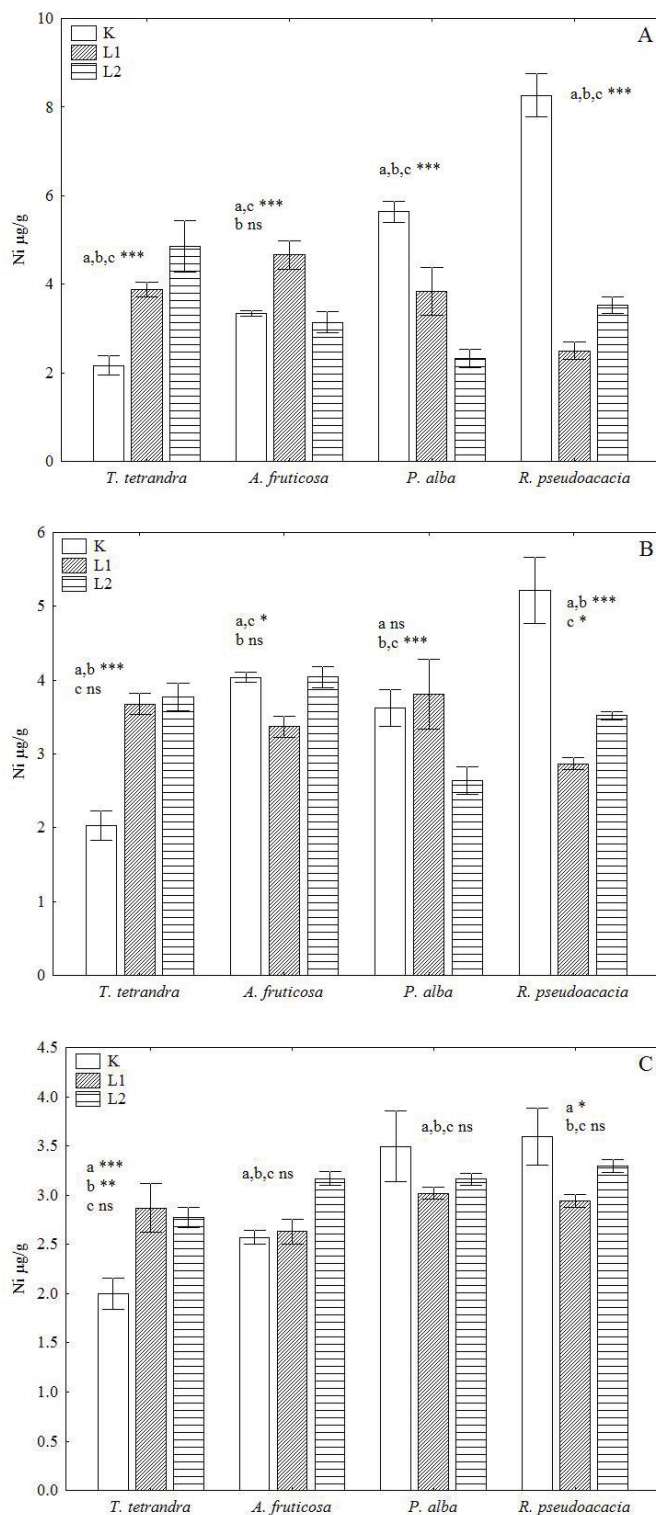 10
8
6
4
2
0
Ni µg/g
K
L1
L2
A
a,b,c ***
a,c ***
b ns
a,b,c ***
a,b,c ***
T. tetrandra A. fruticosa P. alba R. pseudoacacia
6
5
4
3
2
1
0
Ni µg/g
K
L1
L2
B
a,b ***
c ns
a,c *
b ns
a ns
b,c ***
a,b ***
c *
T. tetrandra A. fruticosa P. alba R. pseudoacacia
4.5
4.0
3.5
3.0
2.5
2.0
1.5
1.0
0.5
0.0
Ni µg/g
K
L1
L2
C
a ***
b **
c ns
a,b,c ns
a,b,c ns
a *
b,c ns
T. tetrandra A. fruticosa P. alba R. pseudoacacia